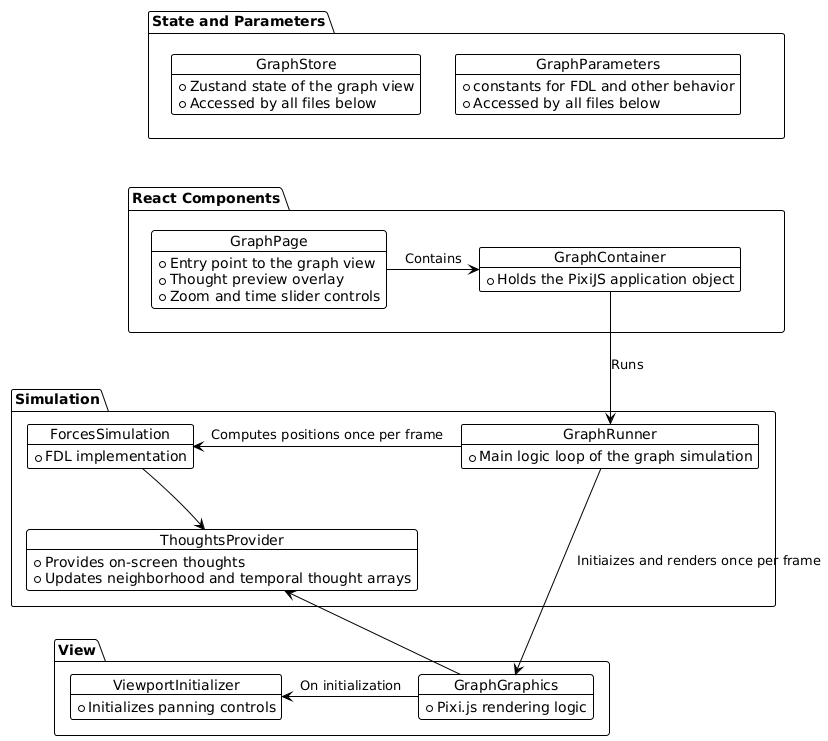 State and Parameters
GraphStore
Zustand state of the graph view
Accessed by all files below
GraphParameters
constants for FDL and other behavior
Accessed by all files below
React Components
GraphPage
Entry point to the graph view
Thought preview overlay
Zoom and time slider controls
Contains
GraphContainer
Holds the PixiJS application object
Runs
Simulation
ForcesSimulation
FDL implementation
Computes positions once per frame
GraphRunner
Main logic loop of the graph simulation
ThoughtsProvider
Provides on-screen thoughts
Updates neighborhood and temporal thought arrays
Initiaizes and renders once per frame
View
ViewportInitializer
Initializes panning controls
On initialization
GraphGraphics
Pixi.js rendering logic